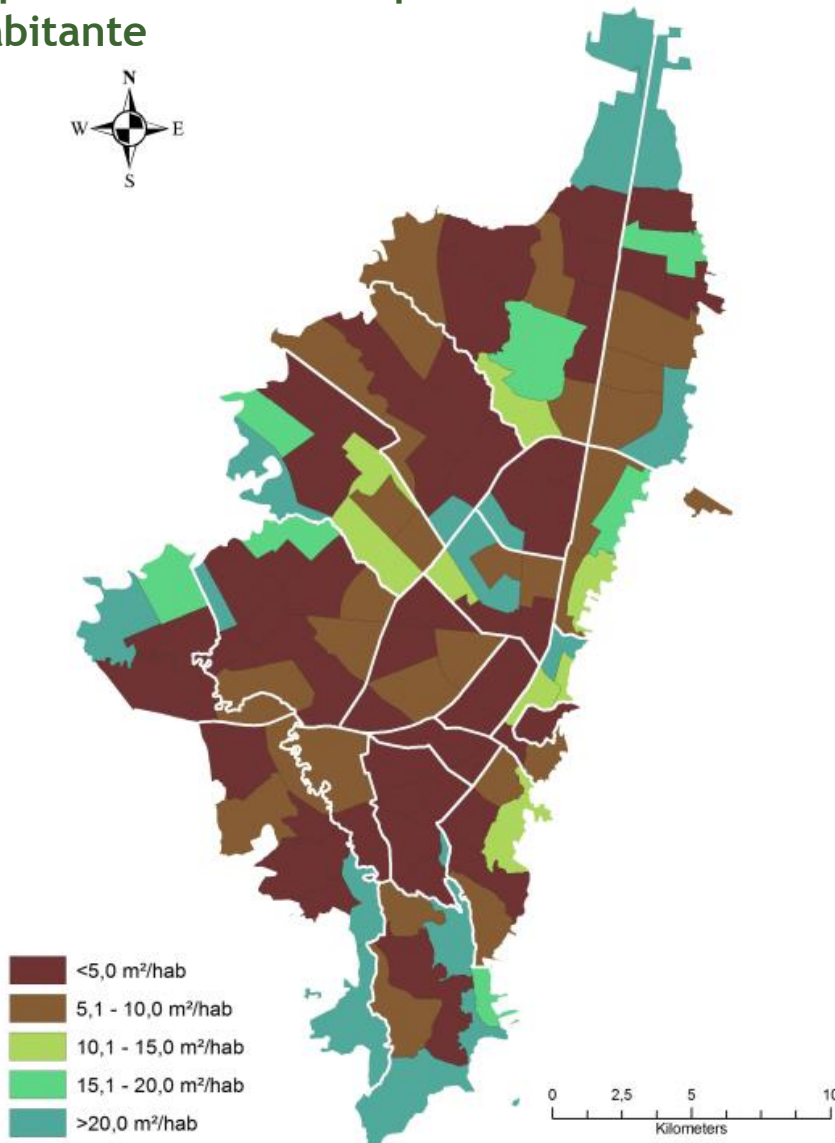 abitante
N
W E
S
<5,0 m²/hab
5,1 - 10,0 m²/hab
10,1 - 15,0 m²/hab
15,1 - 20,0 m²/hab
>20,0 m²/hab
0 2,5 5 10
Kilometers